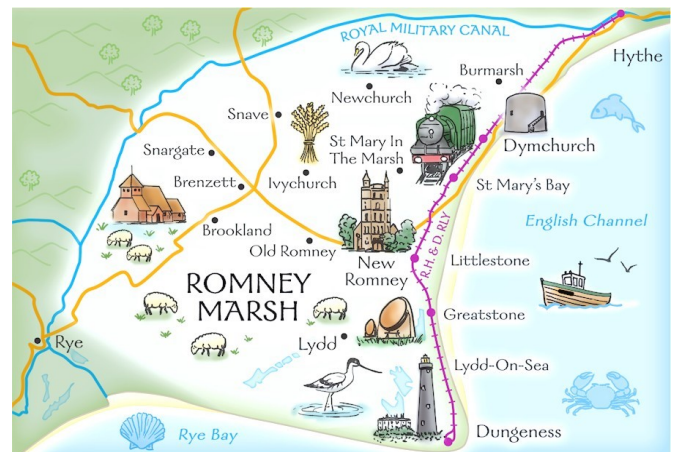 ROYAL MILITARY CANAL
Hythe
Burmarsh
Newchurch
Snave
Dymchurch
St Mary In
The Marsh
Snargate
Brenzett
Ivychurch
St Mary's Bay
English Channel
Brookland
Old Romney
R.H. & D. RLY
New
Romney
Littlestone
ROMNEY
MARSH
Greatstone
Lydd
Rye
Lydd-On-Sea
Rye Bay
Dungeness